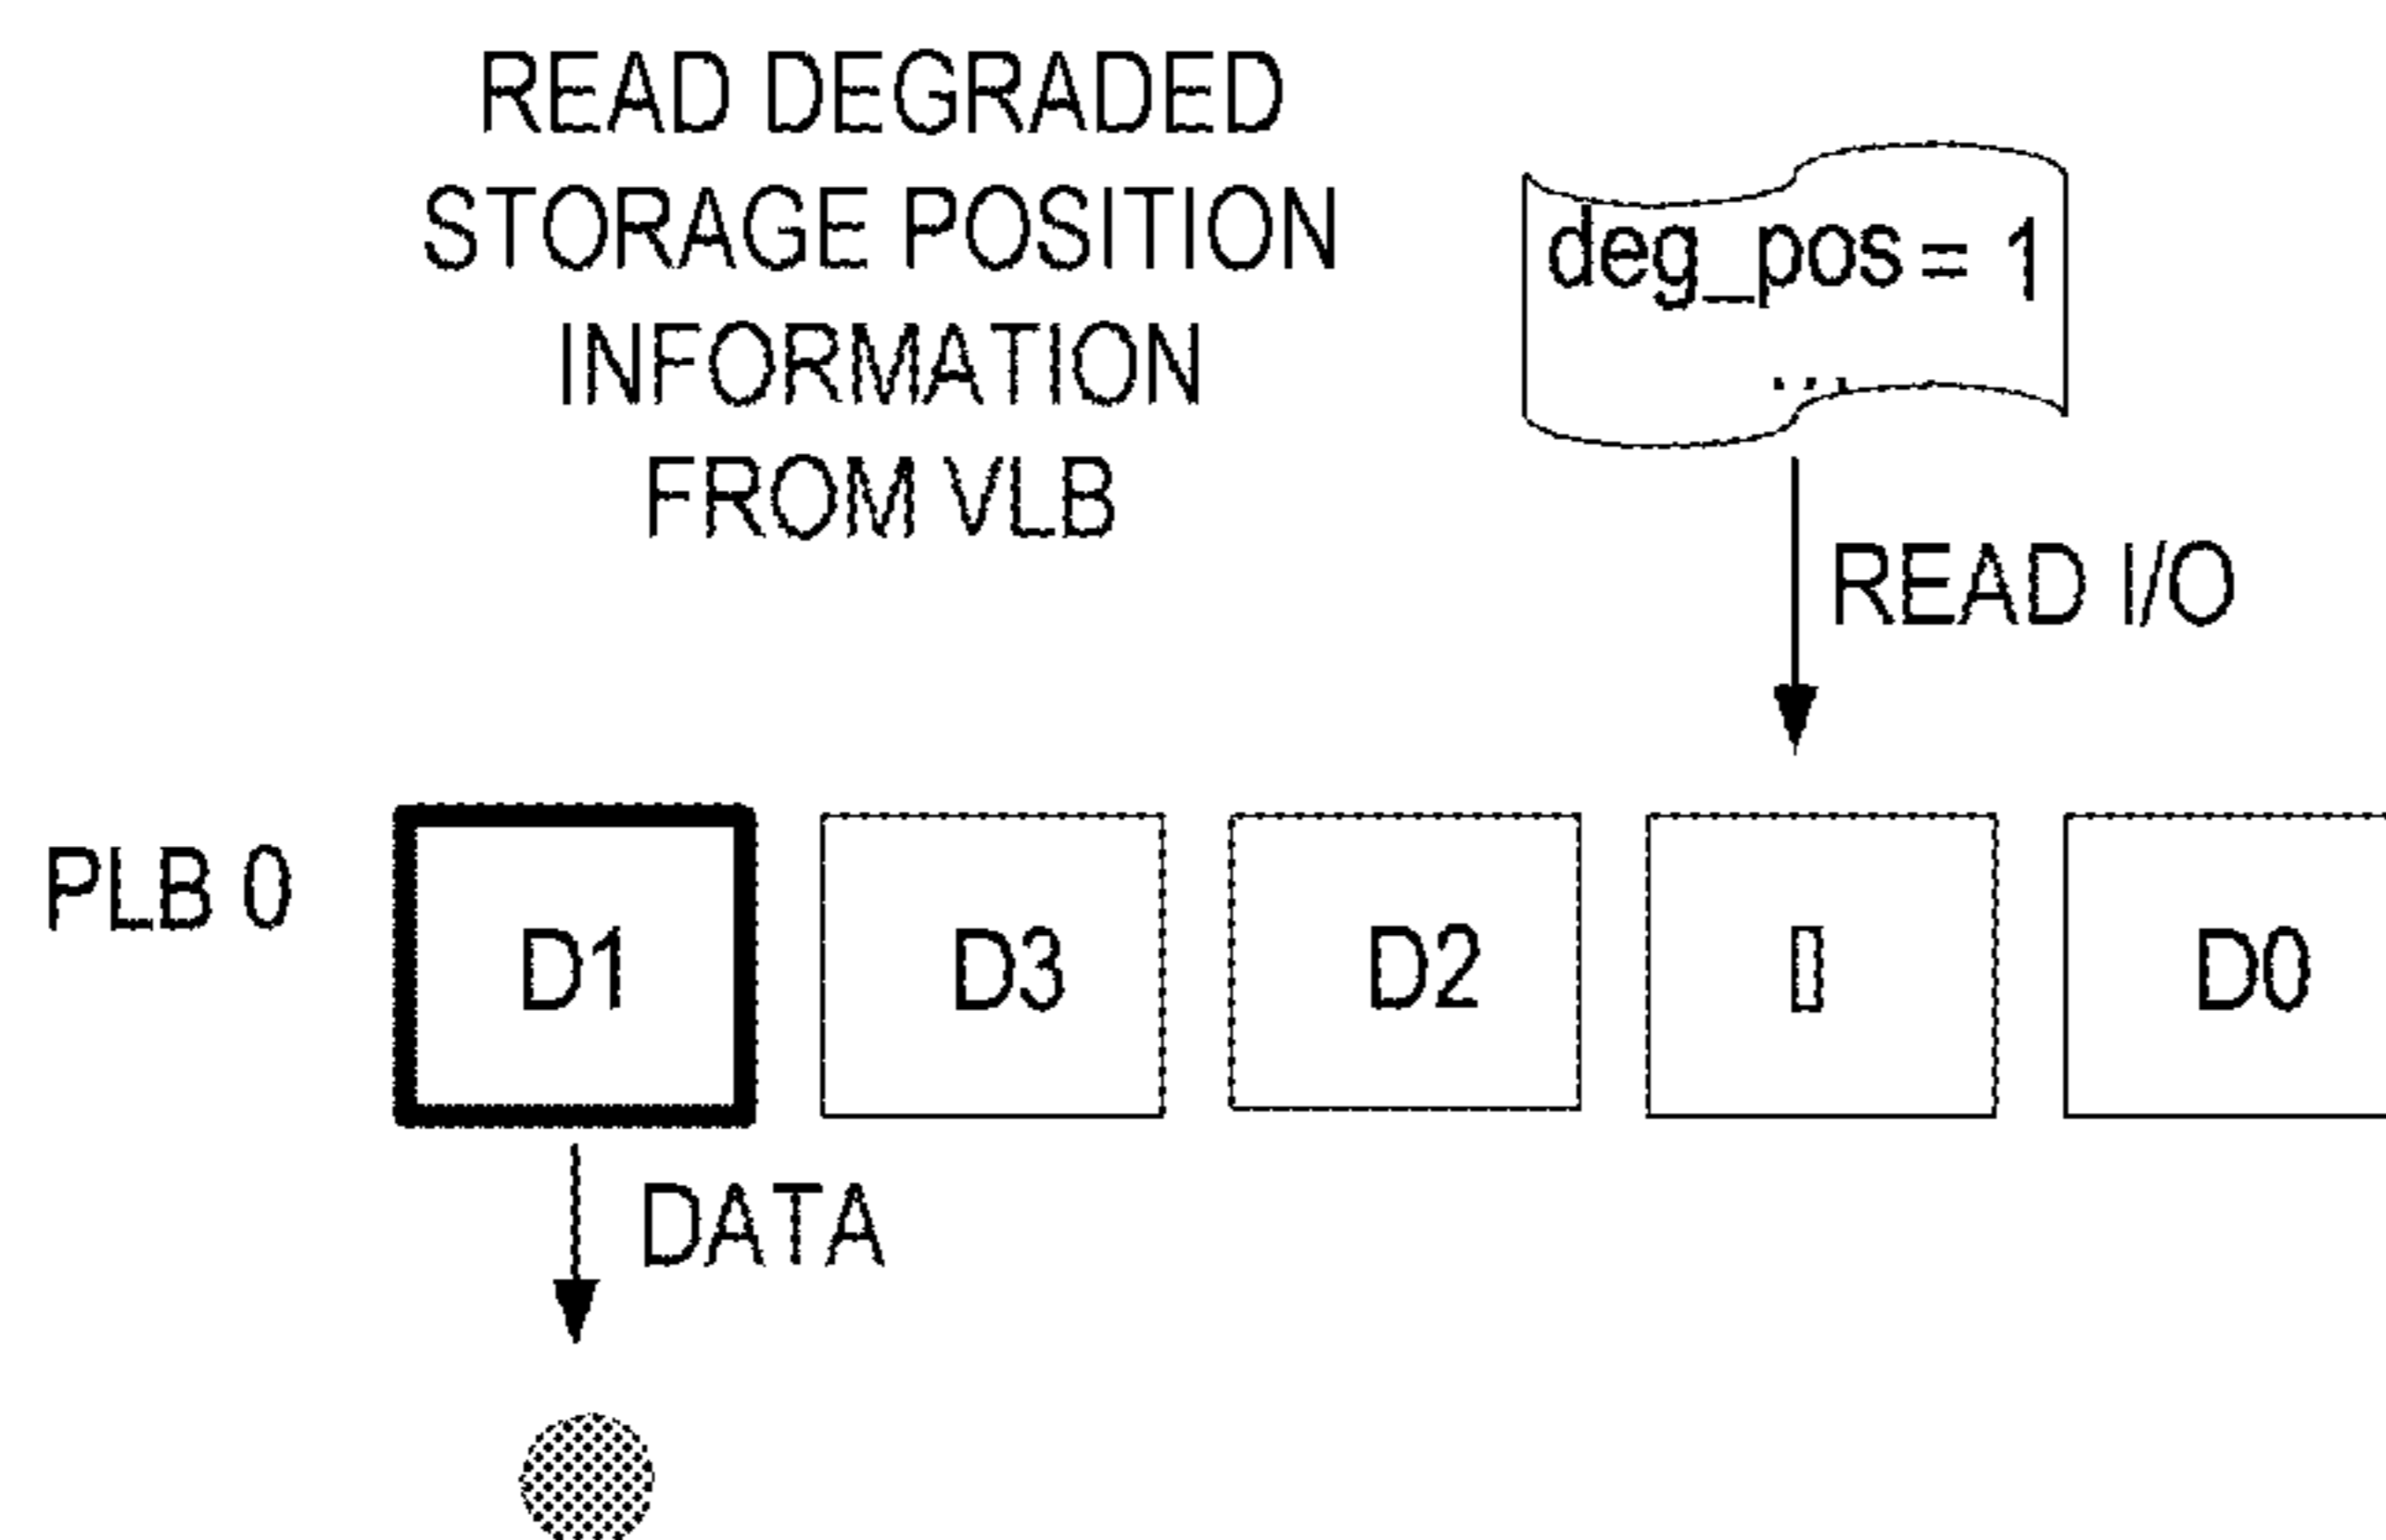 READ DEGRADED
STORAGE POSITION
INFORMATION
FROM VLB
deg_pos = 1
...
READ I/O
PLB 0
D1
D3
D2
D0
DATA